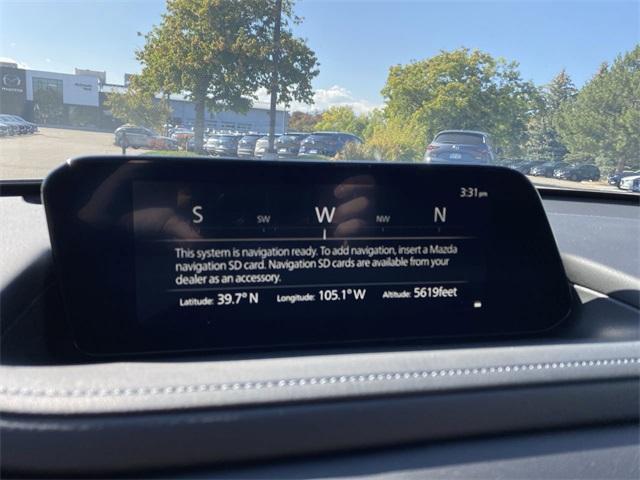 3:31pm
S SW W NW N
This system is navigation ready. To add navigation, insert a Mazda
navigation SD card. Navigation SD cards are available from your
dealer as an accessory.
Latitude: 39.7° N Longitude: 105.1° W Altitude: 5619feet